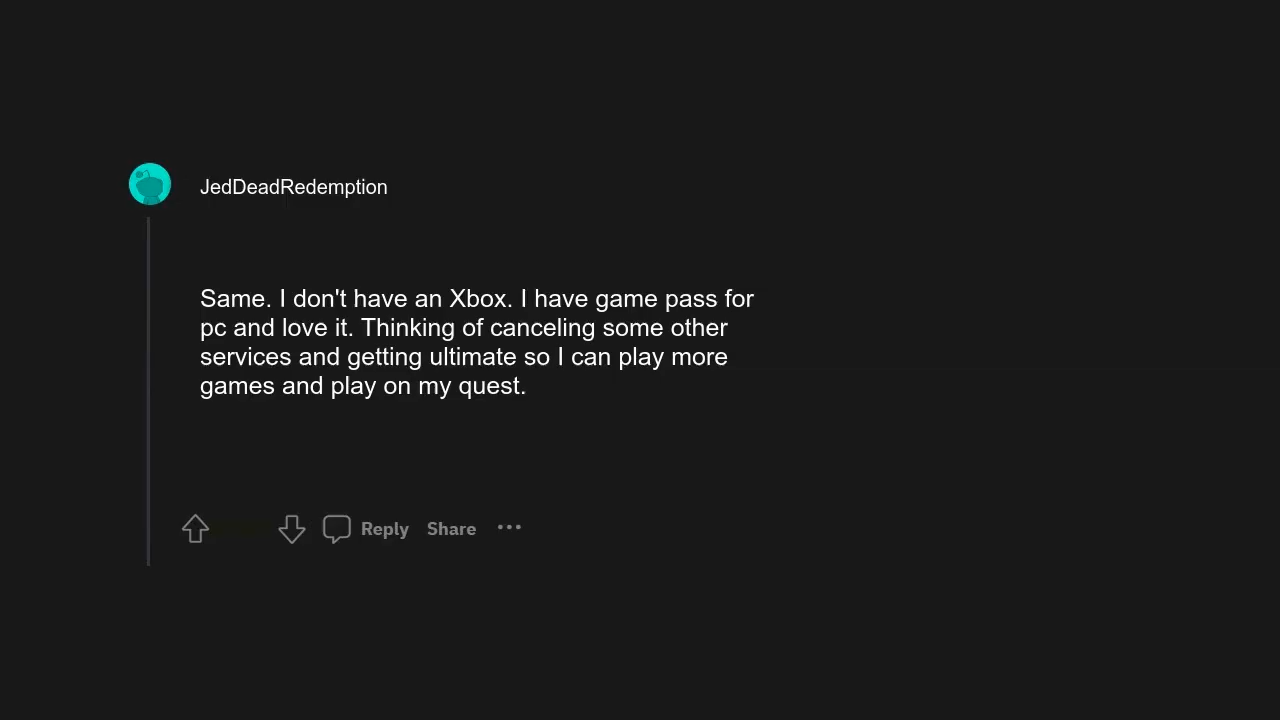 JedDeadRedemption
Same. I don't have an Xbox. I have game pass for
pc and love it. Thinking of canceling some other
services and getting ultimate so I can play more
games and play on my quest.
Reply Share